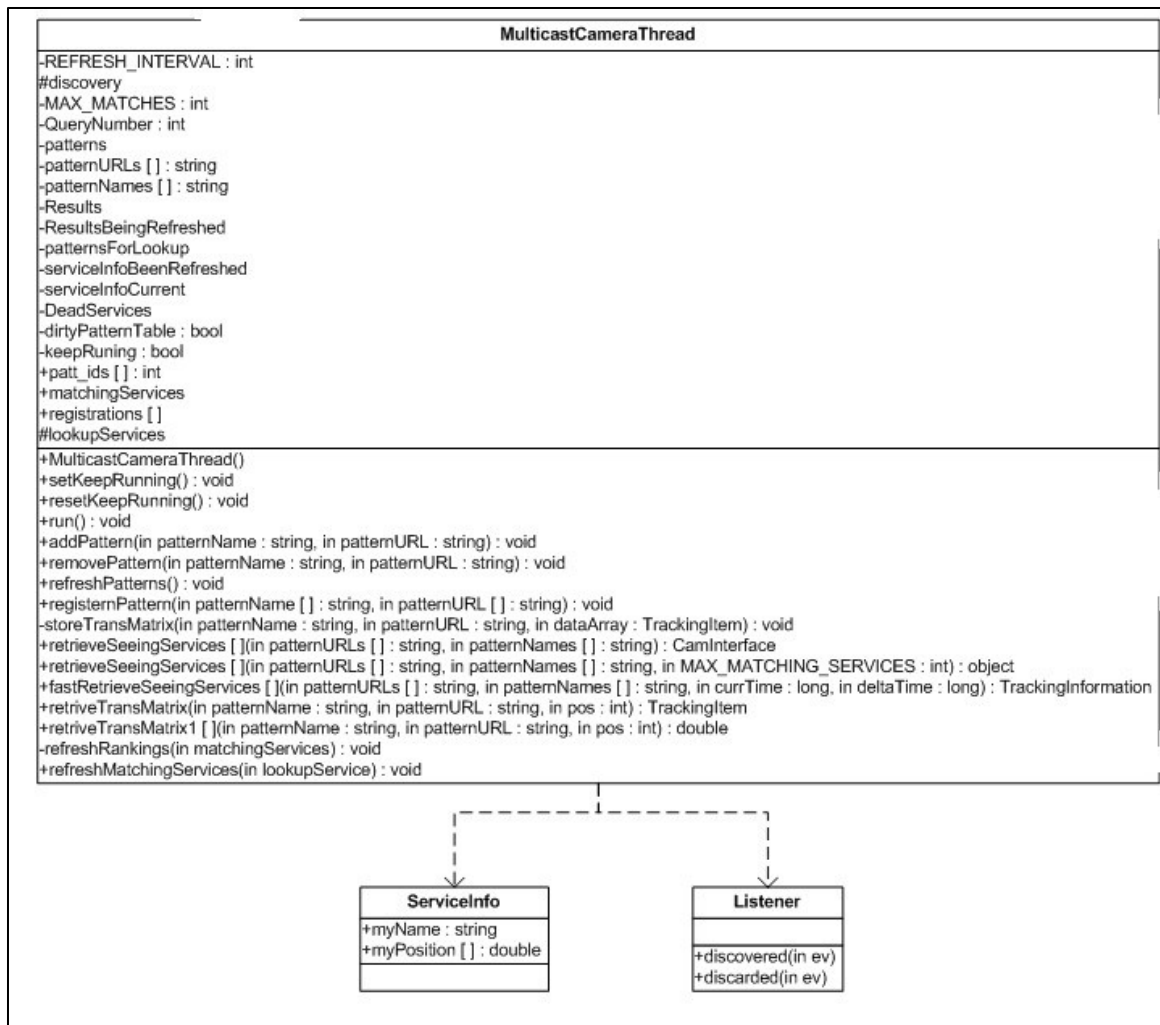 MulticastCameraThread
-REFRESH_INTERVAL : int
#discovery
-MAX_MATCHES : int
-QueryNumber : int
-patterns
-patternURLs [ ] : string
-patternNames [ ] : string
-Results
-ResultsBeingRefreshed
-patternsForLookup
-serviceInfoBeenRefreshed
-serviceInfoCurrent
-DeadServices
-dirtyPatternTable : bool
-keepRuning : bool
+patt_ids [ ] : int
+matchingServices
+registrations [ ]
#lookupServices
+MulticastCameraThread()
+setKeepRunning() : void
+resetKeepRunning() : void
+run() : void
+addPattern(in patternName : string, in patternURL : string) : void
+removePattern(in patternName : string, in patternURL : string) : void
+refreshPatterns() : void
+registernPattern(in patternName [ ] : string, in patternURL [ ] : string) : void
-storeTransMatrix(in patternName : string, in patternURL : string, in dataArray : TrackingItem) : void
+retrieveSeeingServices [ ](in patternURLs [ ] : string, in patternNames [ ] : string) : CamInterface
+retrieveSeeingServices [ ](in patternURLs [ ] : string, in patternNames [ ] : string, in MAX_MATCHING_SERVICES : int) : object
+fastRetrieveSeeingServices [ ](in patternURLs [ ] : string, in patternNames [ ] : string, in currTime : long, in deltaTime : long) : TrackingInformation
+retriveTransMatrix(in patternName : string, in patternURL : string, in pos : int) : TrackingItem
+retriveTransMatrix1 [ ](in patternName : string, in patternURL : string, in pos : int) : double
-refreshRankings(in matchingServices) : void
+refreshMatchingServices(in lookupService) : void
ServiceInfo
+myName : string
+myPosition [ ] : double
Listener
+discovered(in ev)
+discarded(in ev)